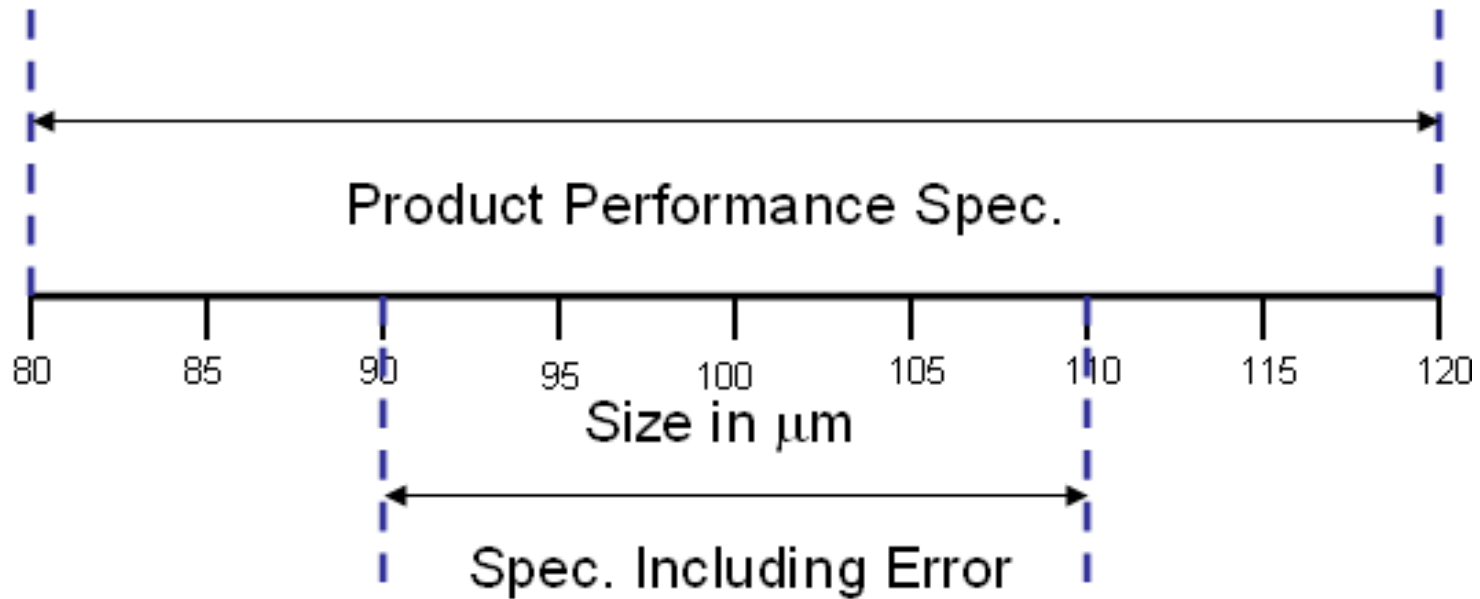 Product Performance Spec.
80 85 90 95 100 105 110 115 120
Size in μm
Spec. Including Error